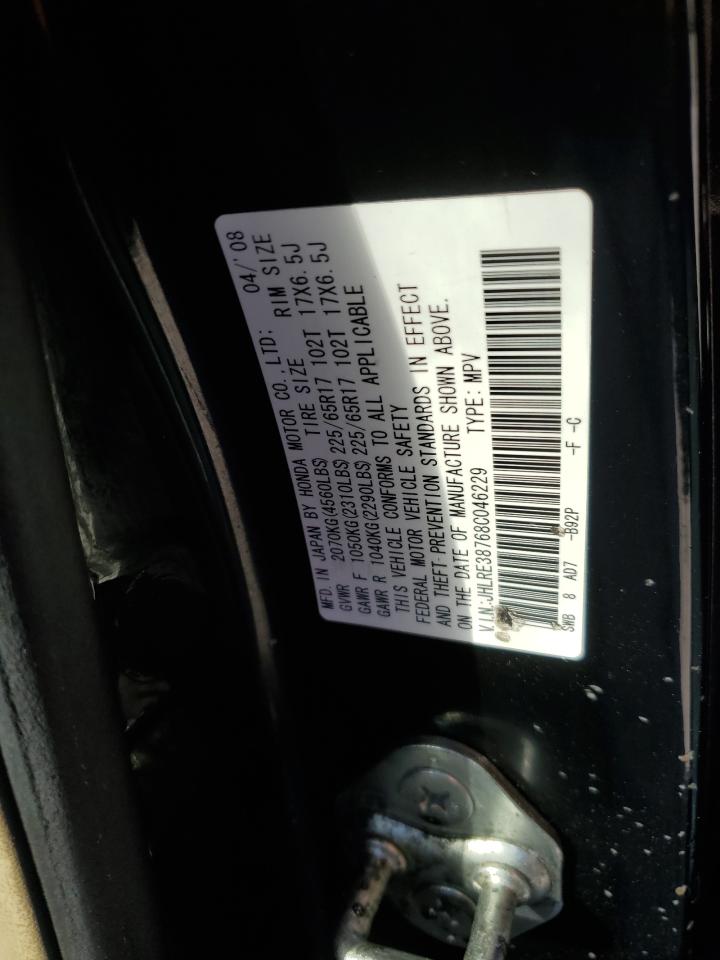 MFD. IN JAPAN BY HONDA MOTOR CO., LTD: 04/'08
GVWR 2070KG(4560LBS) TIRE SIZE RIM SIZE
GAWR F 1050KG(2310LBS) 225/65R17 102T 17X6.5J
GAWR R 1040KG(2290LBS) 225/65R17 102T 17X6.5J
THIS VEHICLE CONFORMS TO ALL APPLICABLE
FEDERAL MOTOR VEHICLE SAFETY
AND THEFT PREVENTION STANDARDS IN EFFECT
ON THE DATE OF MANUFACTURE SHOWN ABOVE.
V.I.N:JHLRE38768C046229 TYPE: MPV
SWB 8 AD7 -B92P -F -C